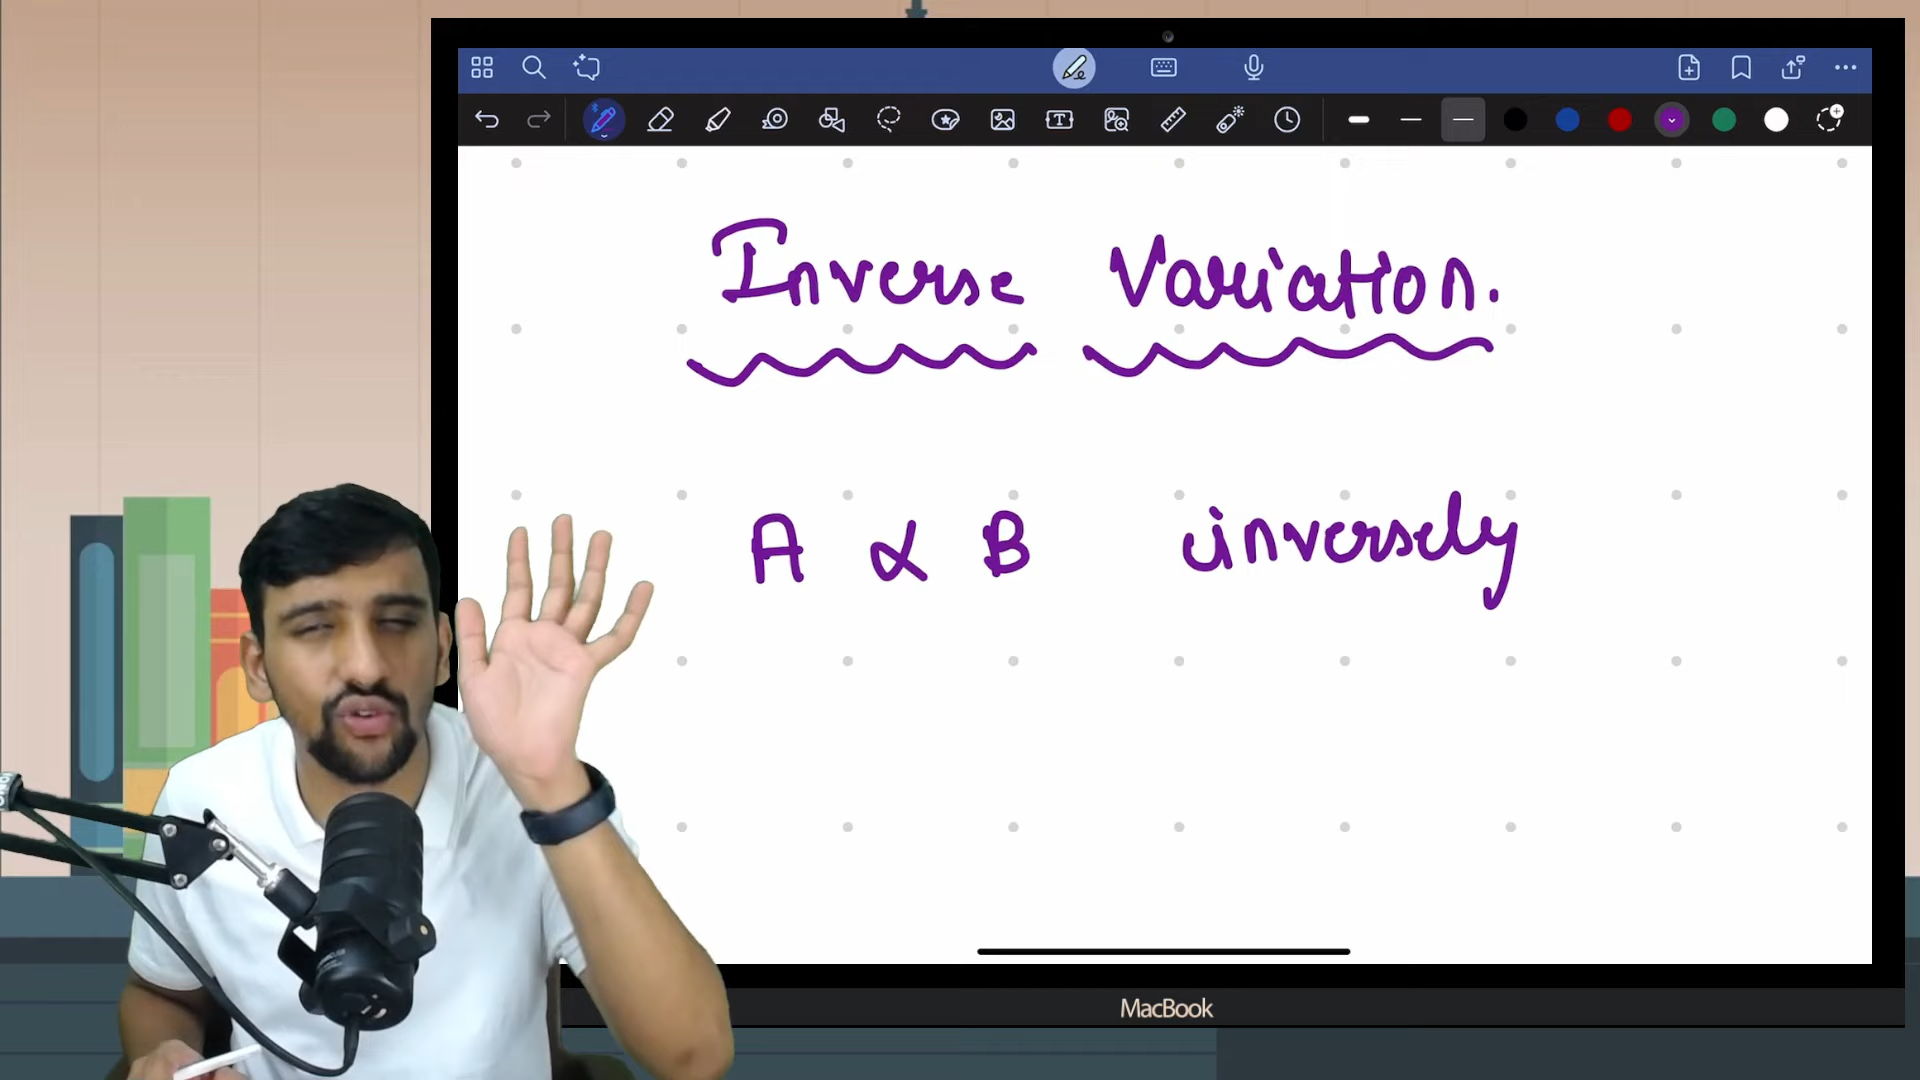 Inverse Variation.
A ∝ B inversely
MacBook